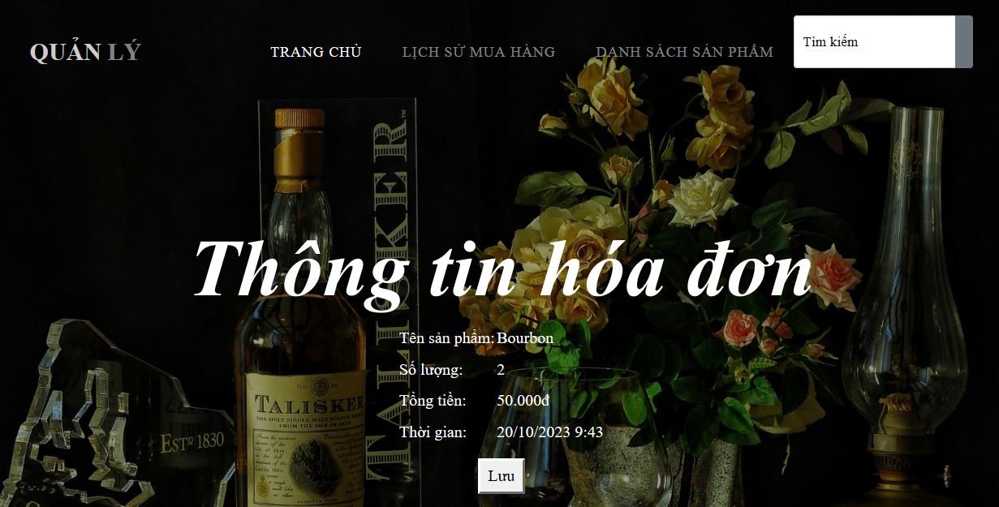 QUẢN LÝ
TRANG CHỦ
LỊCH SỬ MUA HÀNG
DANH SÁCH SẢN PHẨM
Tìm kiếm
TALISKER™
Thông tin hóa đơn
Tên sản phẩm: Bourbon
Số lượng: 2
Tổng tiền: 50.000đ
Thời gian: 20/10/2023 9:43
Lưu
TALISKER
THE ONLY SINGLE MALT SCOTCH WHISKY
FROM THE ISLE OF SKYE
ESTD 1830